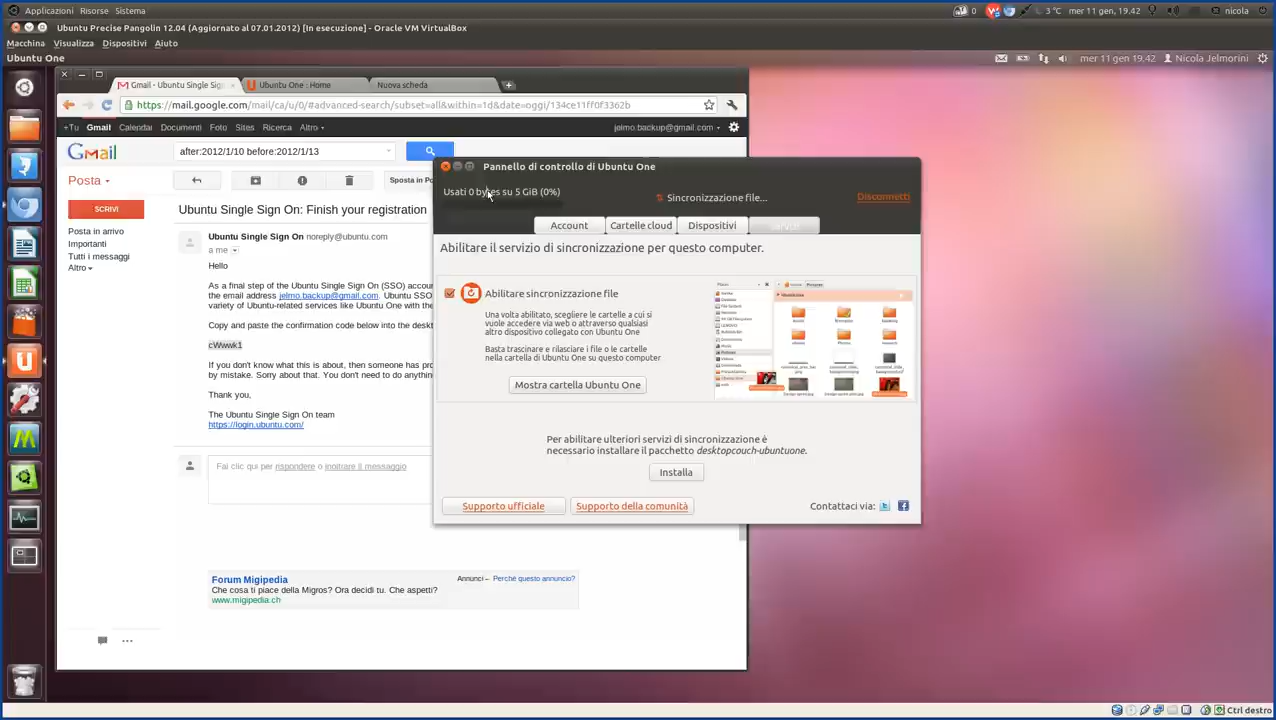 Applicazioni Risorse Sistema
0 3 °C mer 11 gen, 19.42 nicola
Ubuntu Precise Pangolin 12.04 (Aggiornato al 07.01.2012) [In esecuzione] - Oracle VM VirtualBox
Macchina Visualizza Dispositivi Aiuto
Ubuntu One
mer 11 gen 19.42 Nicola Jelmorini
Gmail - Ubuntu Single Sig
Ubuntu One : Home
Nuova scheda
https://mail.google.com/mail/ca/u/0/#advanced-search/subset=all&within=1d&date=oggi/134ce11ff0f3362b
+Tu Gmail Calendar Documenti Foto Sites Ricerca Altro
jelmo.backup@gmail.com
Gmail
after:2012/1/10 before:2012/1/13
Posta
Sposta in Po
SCRIVI
Posta in arrivo
Importanti
Tutti i messaggi
Altro
Ubuntu Single Sign On: Finish your registration
Ubuntu Single Sign On noreply@ubuntu.com
a me
Hello
As a final step of the Ubuntu Single Sign On (SSO) accou
the email address jelmo.backup@gmail.com. Ubuntu SSO
variety of Ubuntu-related services like Ubuntu One with the
Copy and paste the confirmation code below into the deskt
cWwwk1
If you don't know what this is about, then someone has pro
by mistake. Sorry about that. You don't need to do anythin
Thank you,
The Ubuntu Single Sign On team
https://login.ubuntu.com/
Fai clic qui per rispondere o inoltrare il messaggio
Forum Migipedia
Annunci – Perché questo annuncio?
Che cosa ti piace della Migros? Ora decidi tu. Che aspetti?
www.migipedia.ch
Pannello di controllo di Ubuntu One
Usati 0 bytes su 5 GiB (0%)
Sincronizzazione file...
Disconnetti
Account Cartelle cloud Dispositivi Servizi
Abilitare il servizio di sincronizzazione per questo computer.
Abilitare sincronizzazione file
Una volta abilitato, scegliere le cartelle a cui si
vuole accedere via web o attraverso qualsiasi
altro dispositivo collegato con Ubuntu One
Basta trascinare e rilasciare i file o le cartelle
nella cartella di Ubuntu One su questo computer
Mostra cartella Ubuntu One
Per abilitare ulteriori servizi di sincronizzazione è
necessario installare il pacchetto desktopcouch-ubuntuone.
Installa
Supporto ufficiale
Supporto della comunità
Contattaci via:
Ctrl destro